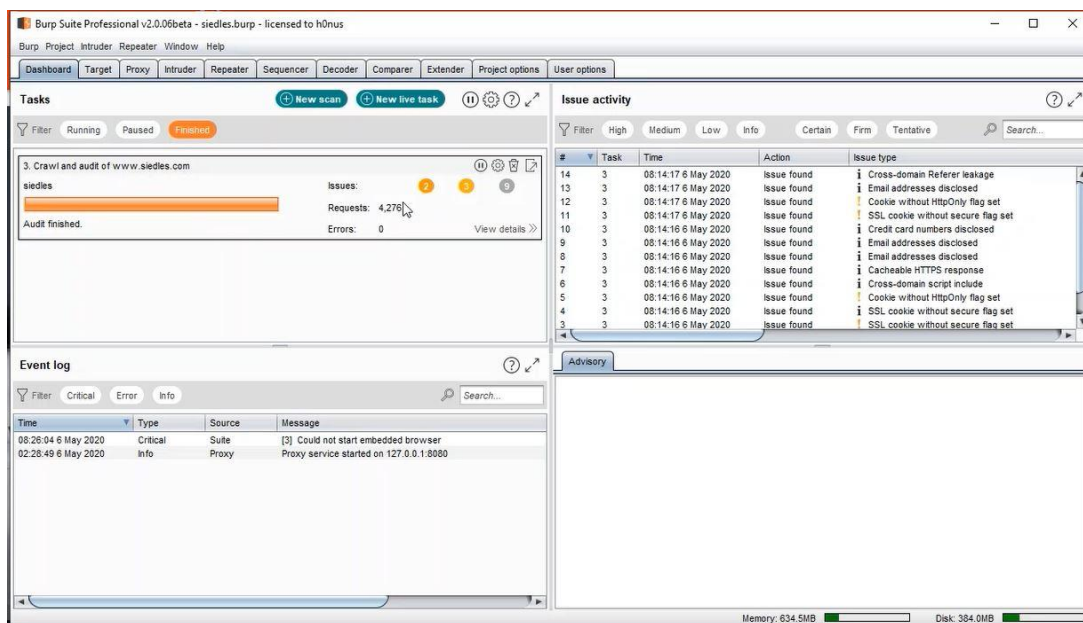 Burp Suite Professional v2.0.06beta - siedles.burp - licensed to h0nus
Burp Project Intruder Repeater Window Help
Dashboard Target Proxy Intruder Repeater Sequencer Decoder Comparer Extender Project options User options
Tasks
New scan
New live task
Filter Running Paused Finished
3. Crawl and audit of www.siedles.com
siedles
Issues: 2 3 9
Requests: 4,276
Audit finished.
Errors: 0
View details
Issue activity
Filter High Medium Low Info Certain Firm Tentative Search...
# Task Time Action Issue type
14 3 08:14:17 6 May 2020 Issue found Cross-domain Referer leakage
13 3 08:14:17 6 May 2020 Issue found Email addresses disclosed
12 3 08:14:17 6 May 2020 Issue found Cookie without HttpOnly flag set
11 3 08:14:17 6 May 2020 Issue found SSL cookie without secure flag set
10 3 08:14:16 6 May 2020 Issue found Credit card numbers disclosed
9 3 08:14:16 6 May 2020 Issue found Email addresses disclosed
8 3 08:14:16 6 May 2020 Issue found Email addresses disclosed
7 3 08:14:16 6 May 2020 Issue found Cacheable HTTPS response
6 3 08:14:16 6 May 2020 Issue found Cross-domain script include
5 3 08:14:16 6 May 2020 Issue found Cookie without HttpOnly flag set
4 3 08:14:16 6 May 2020 Issue found SSL cookie without secure flag set
3 3 08:14:16 6 May 2020 Issue found SSL cookie without secure flag set
Event log
Filter Critical Error Info Search...
Time Type Source Message
08:26:04 6 May 2020 Critical Suite [3] Could not start embedded browser
02:28:49 6 May 2020 Info Proxy Proxy service started on 127.0.0.1:8080
Advisory
Memory: 634.5MB Disk: 384.0MB